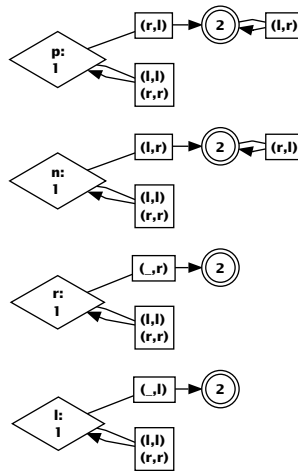 (r,l)
2
(l,r)
p:
1
(l,l)
(r,r)
(l,r)
2
(r,l)
n:
1
(l,l)
(r,r)
(_,r)
2
r:
1
(l,l)
(r,r)
(_,l)
2
l:
1
(l,l)
(r,r)